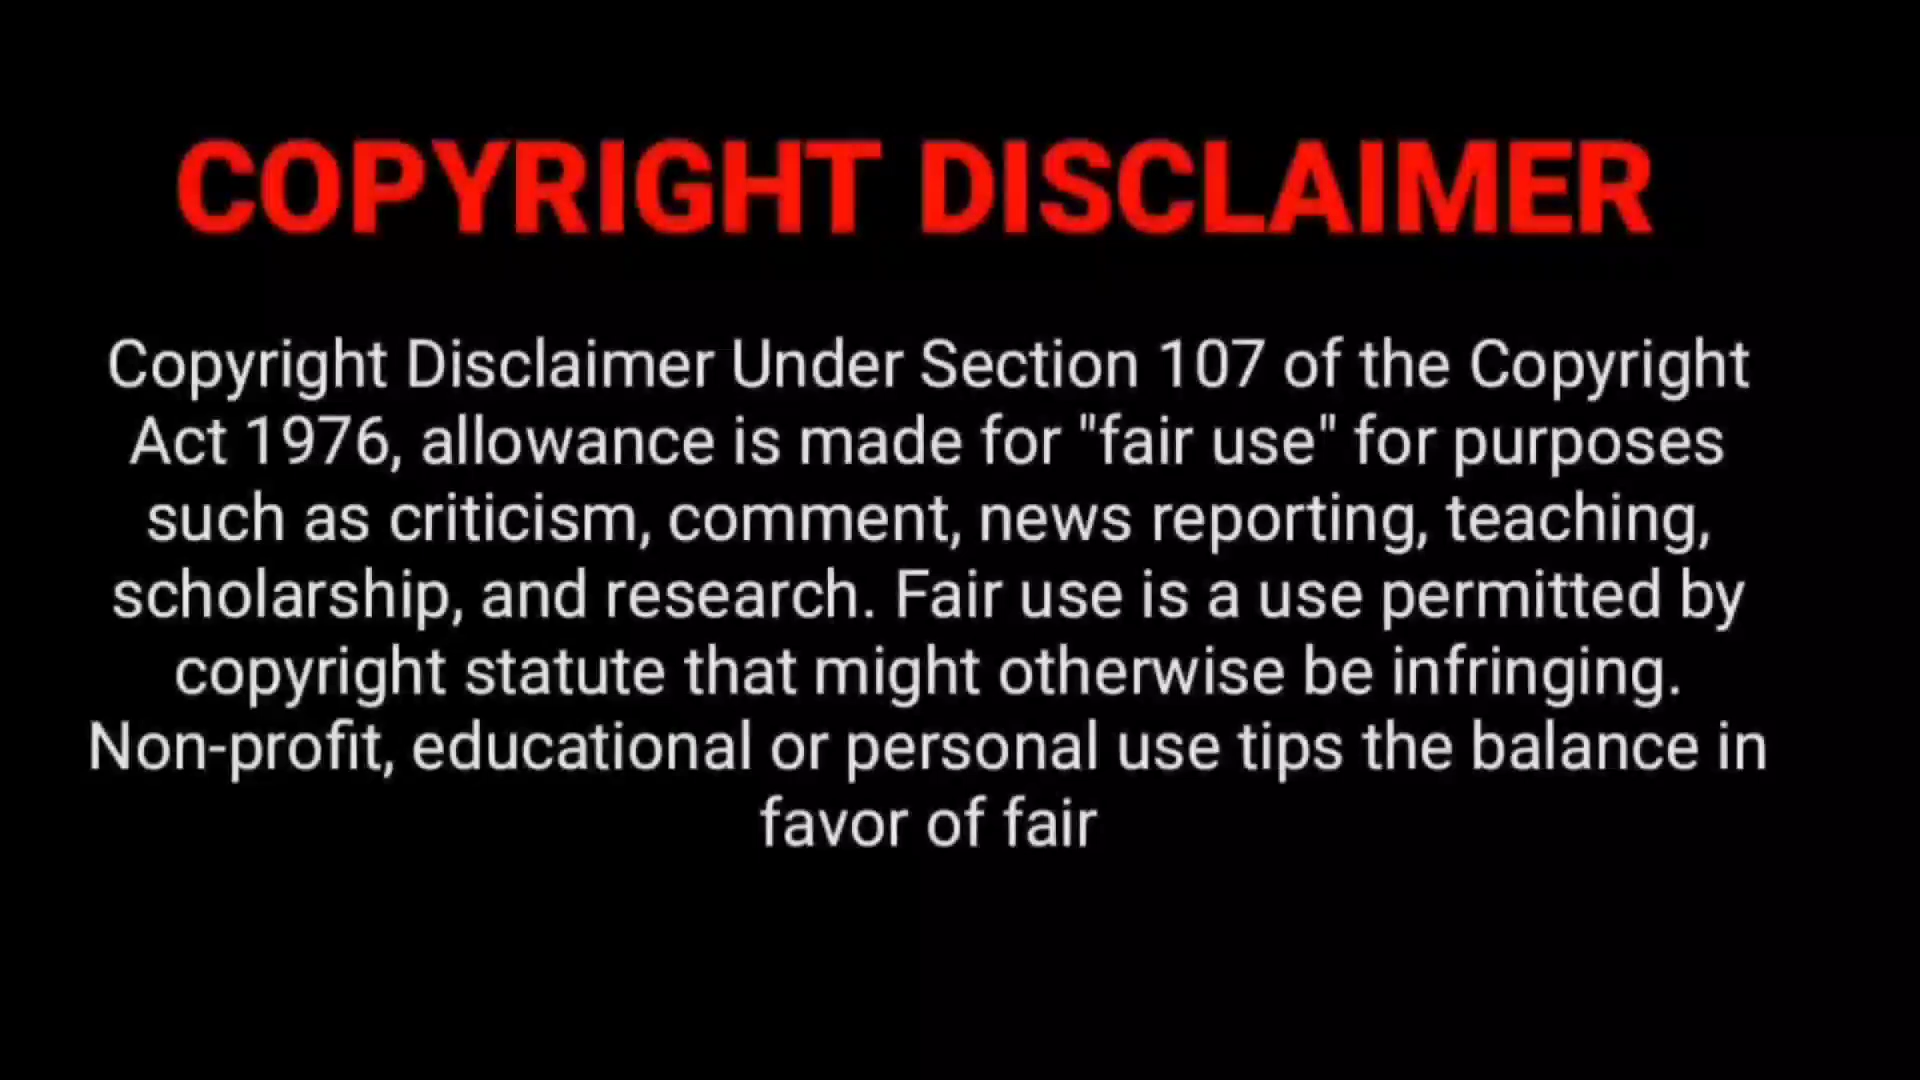 COPYRIGHT DISCLAIMER
Copyright Disclaimer Under Section 107 of the Copyright
Act 1976, allowance is made for "fair use" for purposes
such as criticism, comment, news reporting, teaching,
scholarship, and research. Fair use is a use permitted by
copyright statute that might otherwise be infringing.
Non-profit, educational or personal use tips the balance in
favor of fair